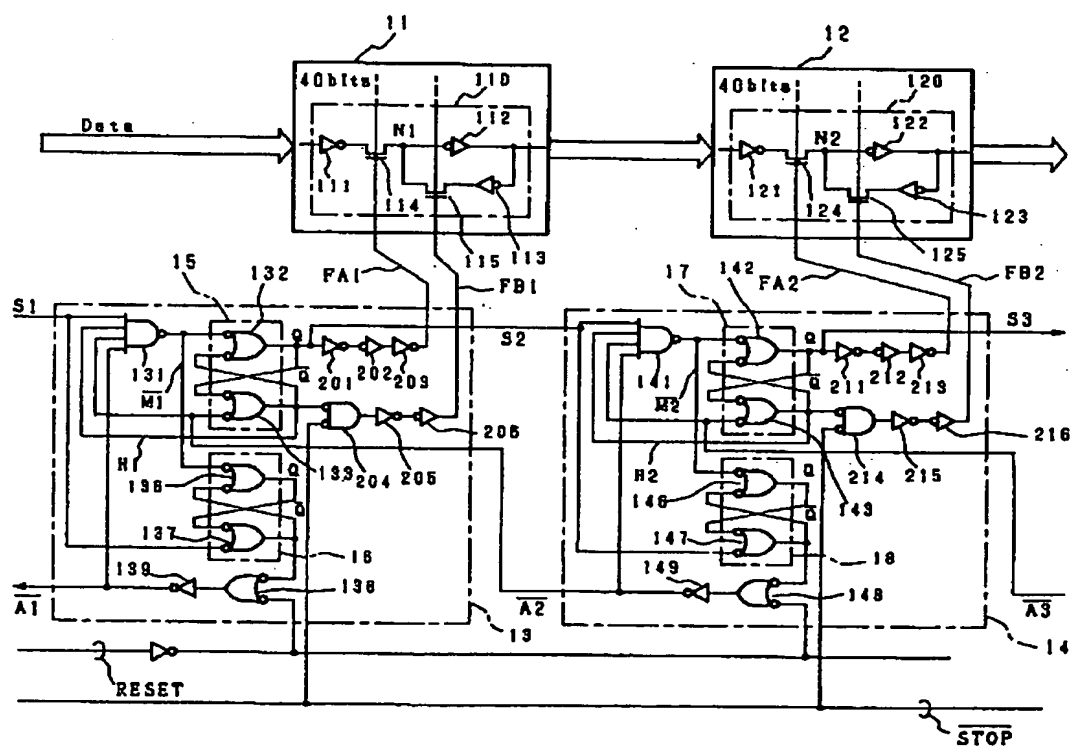 11
12
40bits
110
40bits
120
Data
N1
112
N2
122
111
114
121
124
123
115
113
125
15
132
FA1
FB1
17
142
FA2
FB2
S1
S2
S3
Q
Q
131
201
202
203
141
211
212
213
M1
Q
M2
Q
206
216
H
133
204
205
H2
143
214
215
136
Q
146
Q
Q
Q
137
16
147
18
139
149
138
148
A1
13
A2
A3
14
RESET
STOP